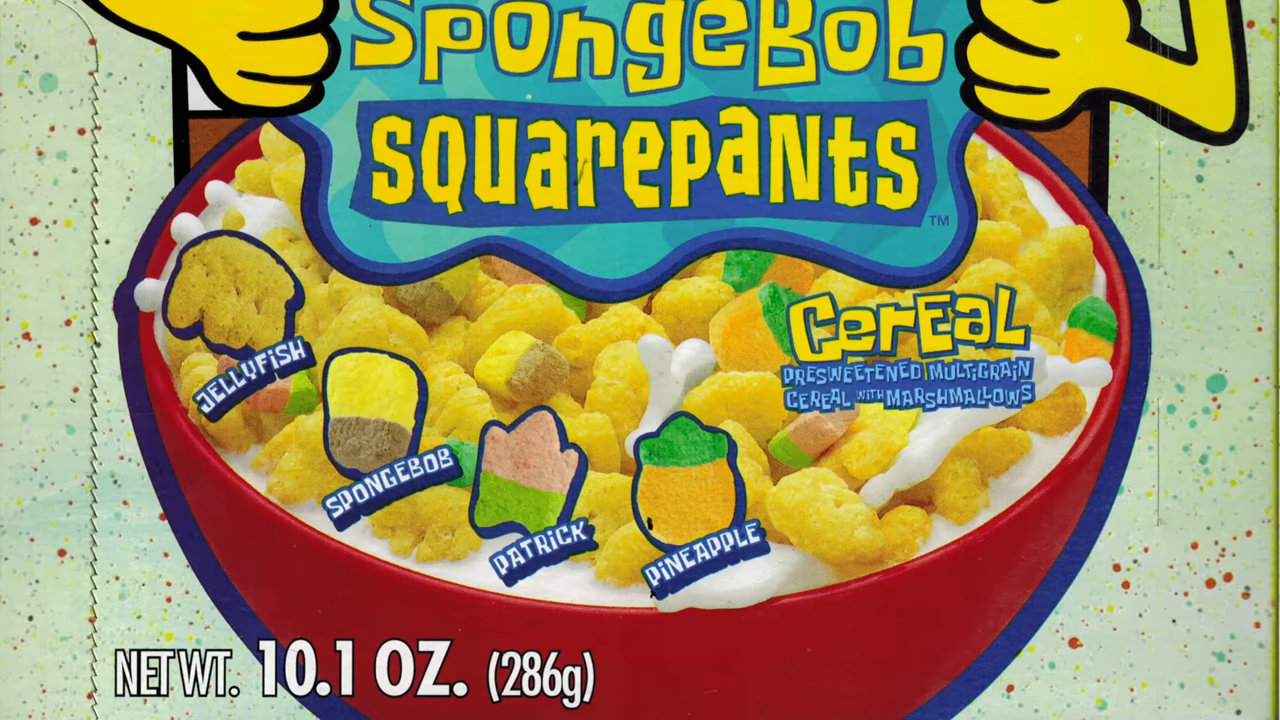 SPongeBob
SQUarePaNts
TM
CerEaL
PRESWEETENED MULTIGRAIN
CEREAL WITH MARSHMALLOWS
JELLYFISH
SPONGEBOB
PATRICK
PINEAPPLE
NET WT. 10.1 OZ. (286g)